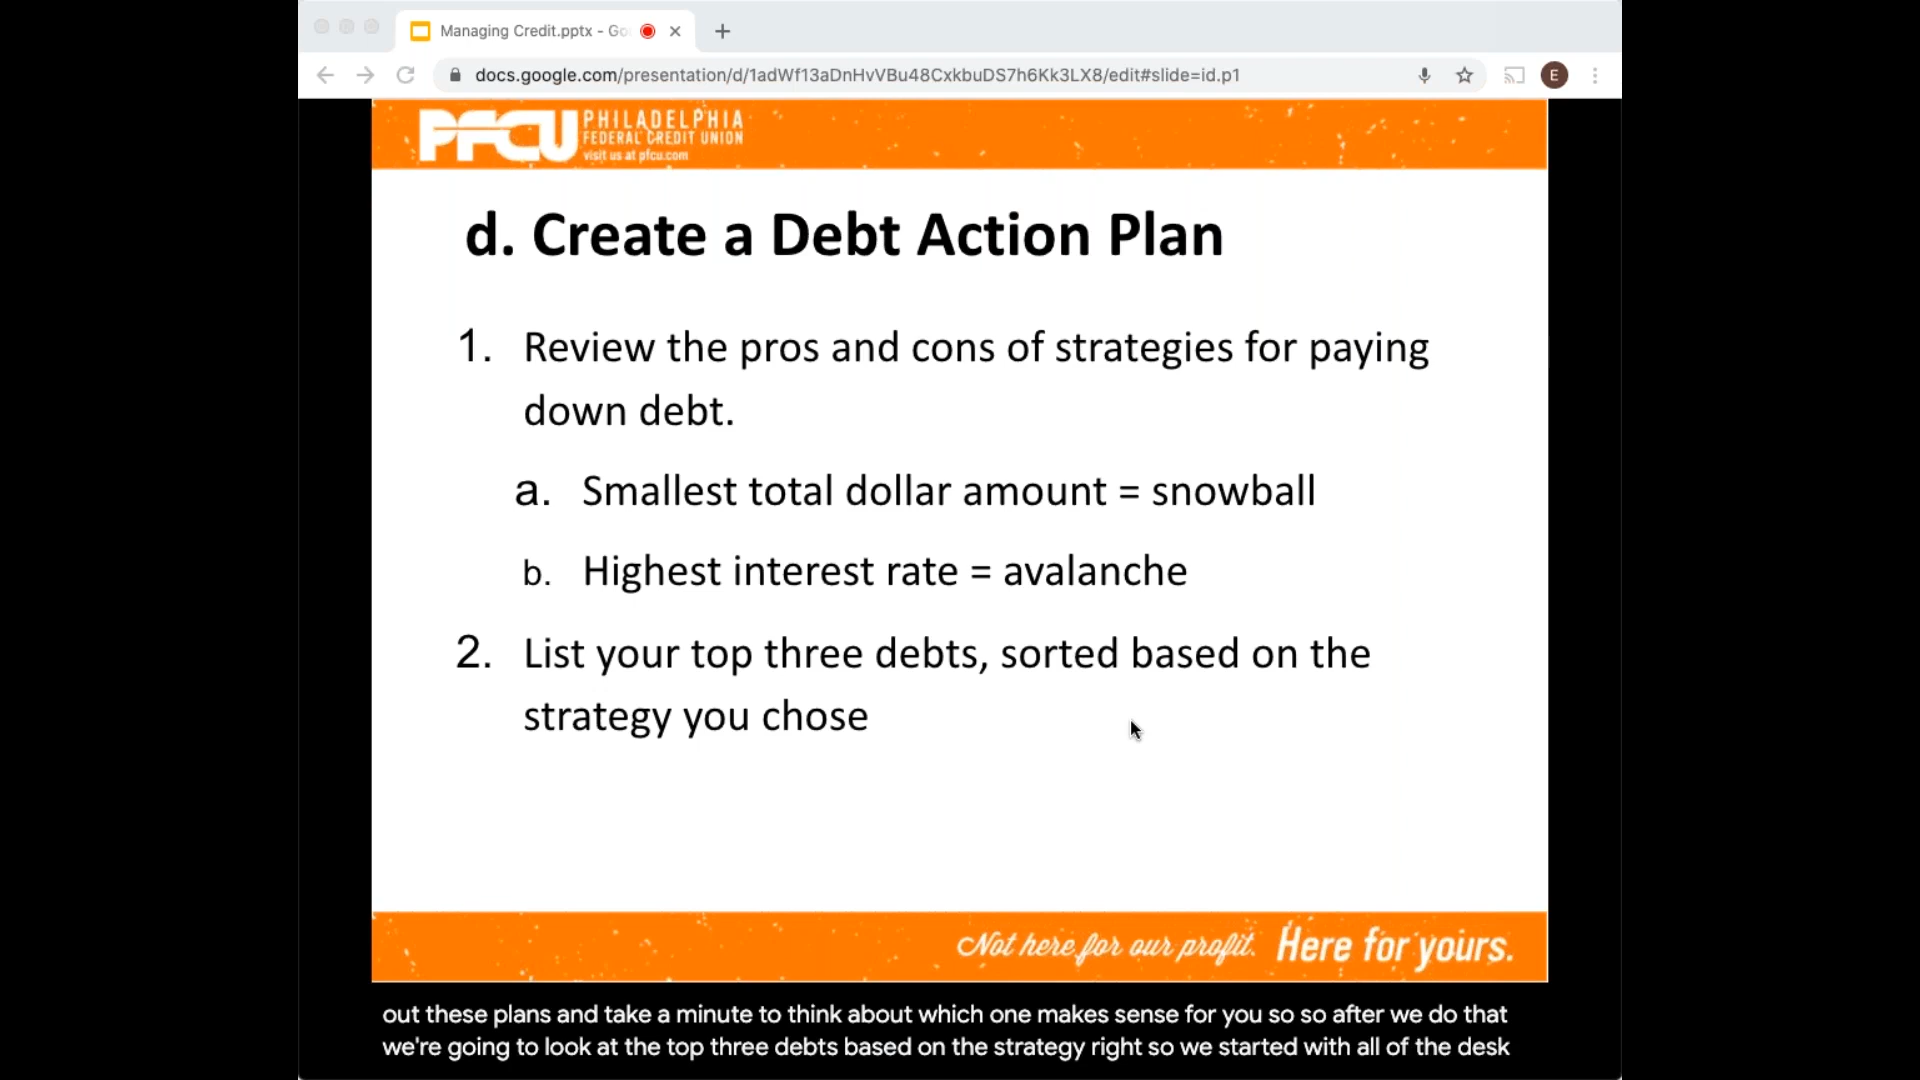 Managing Credit.pptx - Go
docs.google.com/presentation/d/1adWf13aDnHvVBu48CxkbuDS7h6Kk3LX8/edit#slide=id.p1
E
PFCU
PHILADELPHIA
FEDERAL CREDIT UNION
visit us at pfcu.com
d. Create a Debt Action Plan
1. Review the pros and cons of strategies for paying
down debt.
a. Smallest total dollar amount = snowball
b. Highest interest rate = avalanche
2. List your top three debts, sorted based on the
strategy you chose
Not here for our profit. Here for yours.
out these plans and take a minute to think about which one makes sense for you so so after we do that
we're going to look at the top three debts based on the strategy right so we started with all of the desk